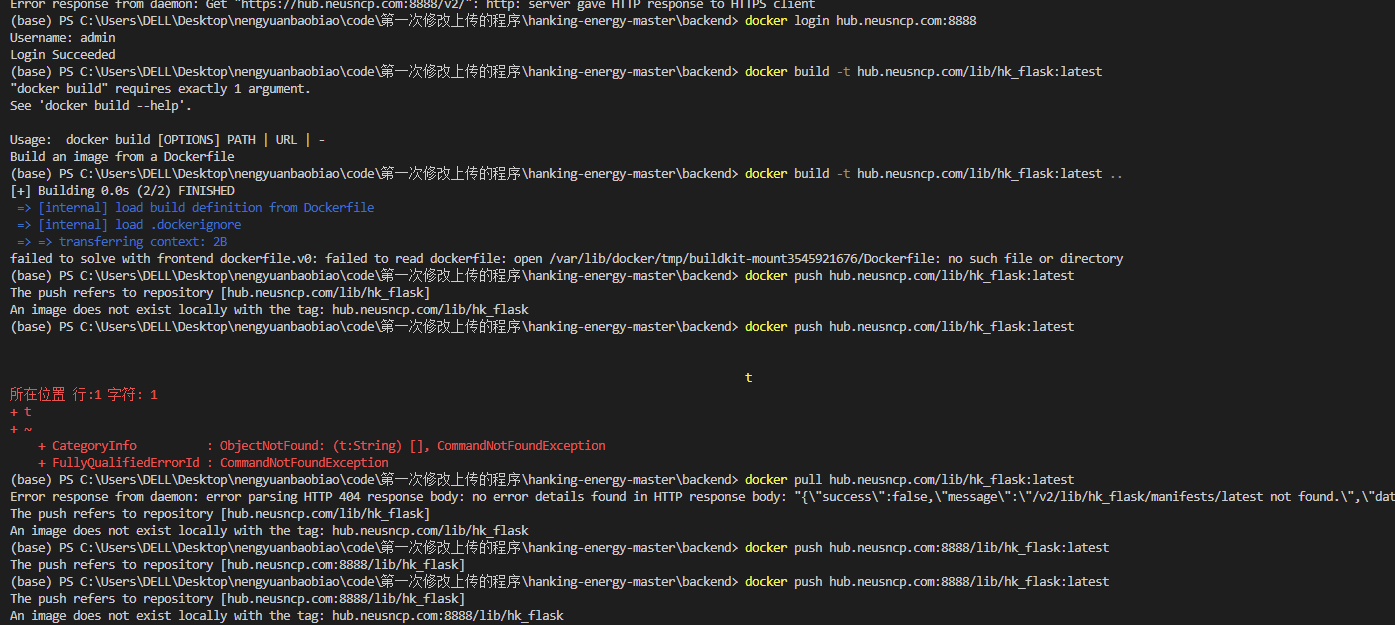 Error response from daemon: Get "https://hub.neusncp.com:8888/v2/": http: server gave HTTP response to HTTPS client
(base) PS C:\Users\DELL\Desktop\nengyuanbaobiao\code\第一次修改上传的程序\hanking-energy-master\backend> docker login hub.neusncp.com:8888
Username: admin
Login Succeeded
(base) PS C:\Users\DELL\Desktop\nengyuanbaobiao\code\第一次修改上传的程序\hanking-energy-master\backend> docker build -t hub.neusncp.com/lib/hk_flask:latest
"docker build" requires exactly 1 argument.
See 'docker build --help'.
Usage:  docker build [OPTIONS] PATH | URL | -
Build an image from a Dockerfile
(base) PS C:\Users\DELL\Desktop\nengyuanbaobiao\code\第一次修改上传的程序\hanking-energy-master\backend> docker build -t hub.neusncp.com/lib/hk_flask:latest ..
[+] Building 0.0s (2/2) FINISHED
=> [internal] load build definition from Dockerfile
=> [internal] load .dockerignore
=> => transferring context: 2B
failed to solve with frontend dockerfile.v0: failed to read dockerfile: open /var/lib/docker/tmp/buildkit-mount3545921676/Dockerfile: no such file or directory
(base) PS C:\Users\DELL\Desktop\nengyuanbaobiao\code\第一次修改上传的程序\hanking-energy-master\backend> docker push hub.neusncp.com/lib/hk_flask:latest
The push refers to repository [hub.neusncp.com/lib/hk_flask]
An image does not exist locally with the tag: hub.neusncp.com/lib/hk_flask
(base) PS C:\Users\DELL\Desktop\nengyuanbaobiao\code\第一次修改上传的程序\hanking-energy-master\backend> docker push hub.neusncp.com/lib/hk_flask:latest
t
所在位置 行:1 字符: 1
+ t
+ ~
+ CategoryInfo          : ObjectNotFound: (t:String) [], CommandNotFoundException
+ FullyQualifiedErrorId : CommandNotFoundException
(base) PS C:\Users\DELL\Desktop\nengyuanbaobiao\code\第一次修改上传的程序\hanking-energy-master\backend> docker pull hub.neusncp.com/lib/hk_flask:latest
Error response from daemon: error parsing HTTP 404 response body: no error details found in HTTP response body: "{\"success\":false,\"message\":\"/v2/lib/hk_flask/manifests/latest not found.\",\"dat
The push refers to repository [hub.neusncp.com/lib/hk_flask]
An image does not exist locally with the tag: hub.neusncp.com/lib/hk_flask
(base) PS C:\Users\DELL\Desktop\nengyuanbaobiao\code\第一次修改上传的程序\hanking-energy-master\backend> docker push hub.neusncp.com:8888/lib/hk_flask:latest
The push refers to repository [hub.neusncp.com:8888/lib/hk_flask]
(base) PS C:\Users\DELL\Desktop\nengyuanbaobiao\code\第一次修改上传的程序\hanking-energy-master\backend> docker push hub.neusncp.com:8888/lib/hk_flask:latest
The push refers to repository [hub.neusncp.com:8888/lib/hk_flask]
An image does not exist locally with the tag: hub.neusncp.com:8888/lib/hk_flask